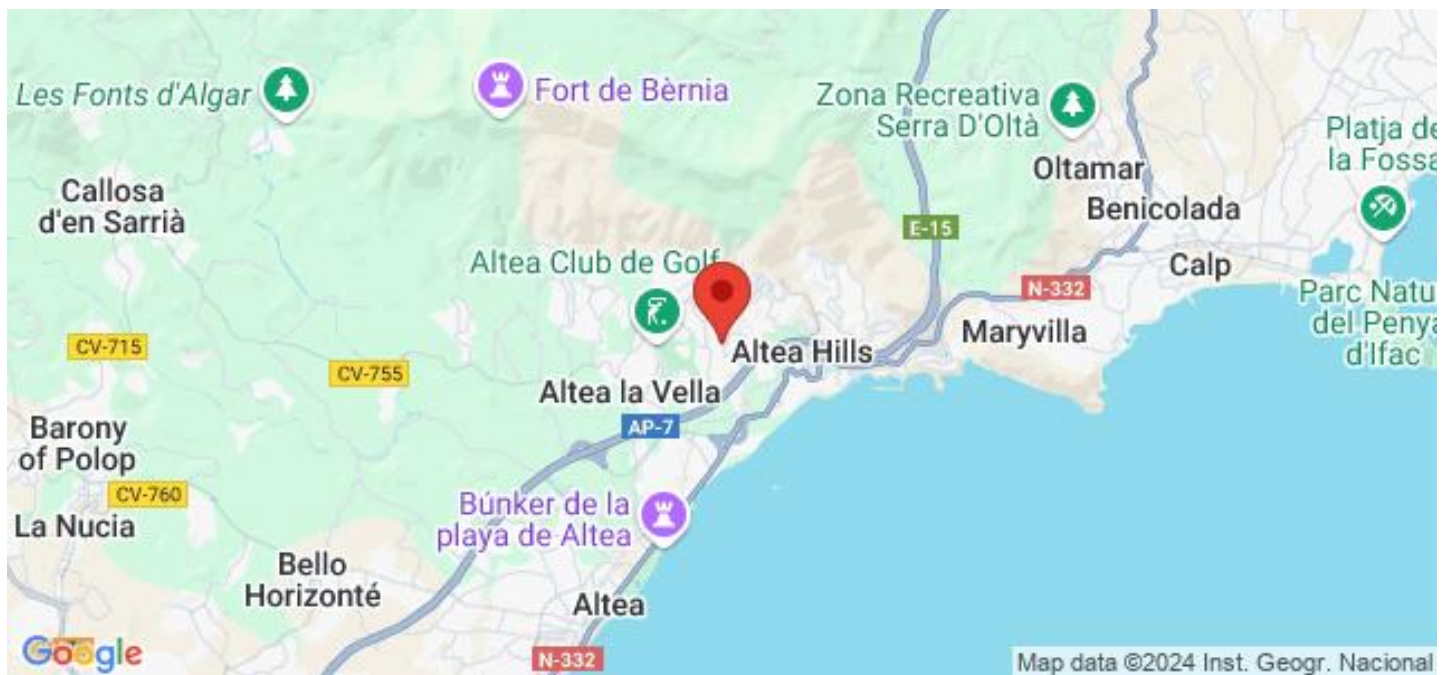 Les Fonts d'Algar
Fort de Bèrnia
Zona Recreativa
Serra D'Oltà
Platja de
la Fossa
Oltamar
Callosa
d'en Sarrià
Benicolada
E-15
Altea Club de Golf
Calp
N-332
Parc Natu
del Penya
d'Ifac
Maryvilla
CV-715
Altea Hills
CV-755
Altea la Vella
AP-7
Barony
of Polop
CV-760
La Nucia
Búnker de la
playa de Altea
Bello
Horizonté
Altea
N-332
Google
Map data ©2024 Inst. Geogr. Nacional